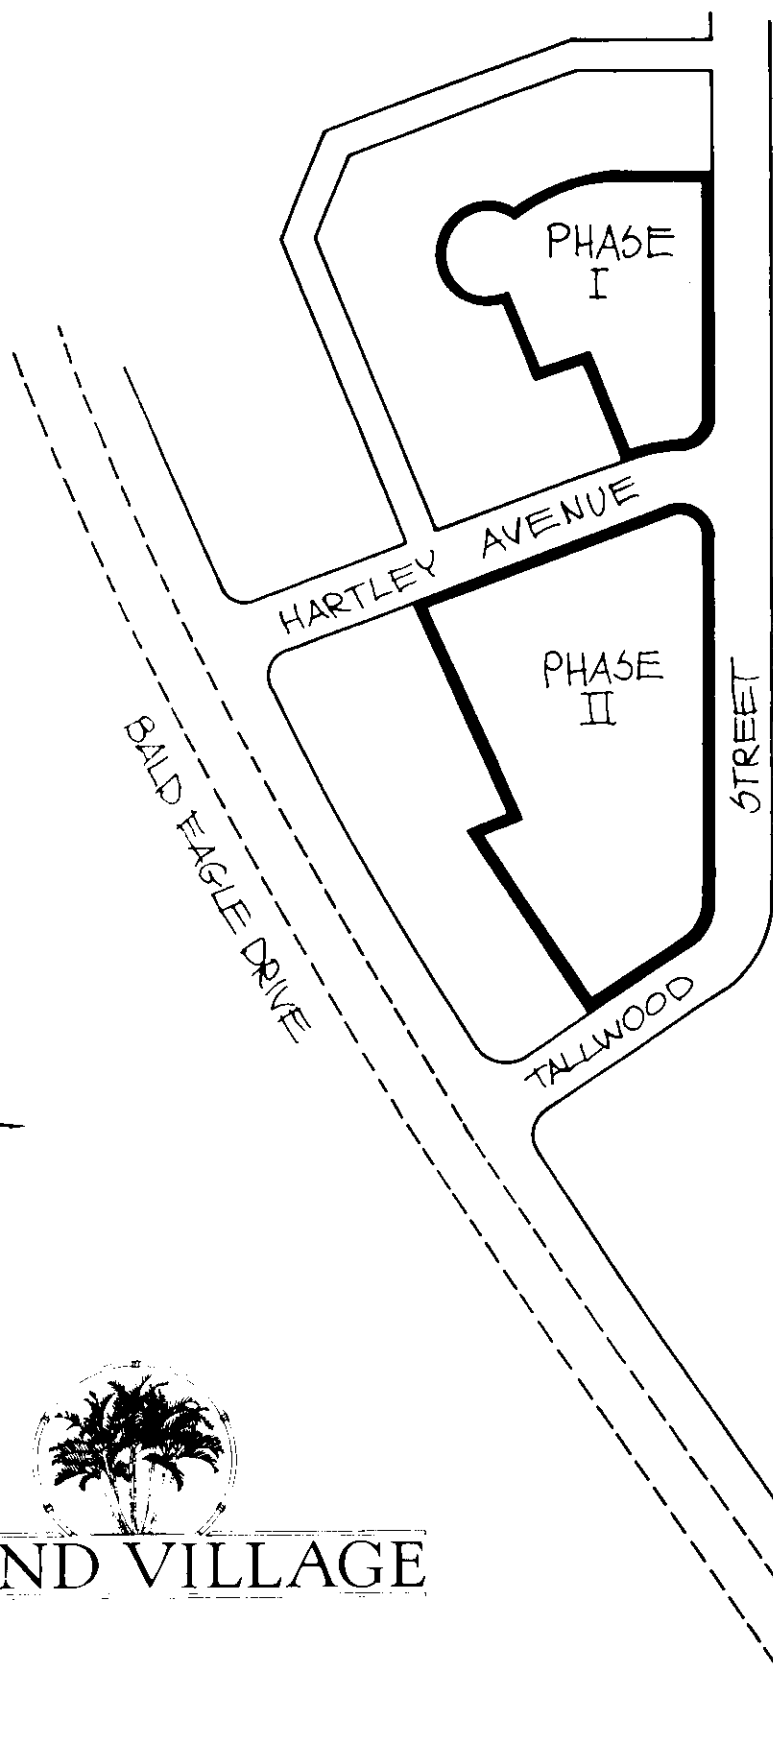 PHASE
I
HARTLEY AVENUE
PHASE
II
STREET
BALD EAGLE DRIVE
TALLWOOD
ND VILLAGE